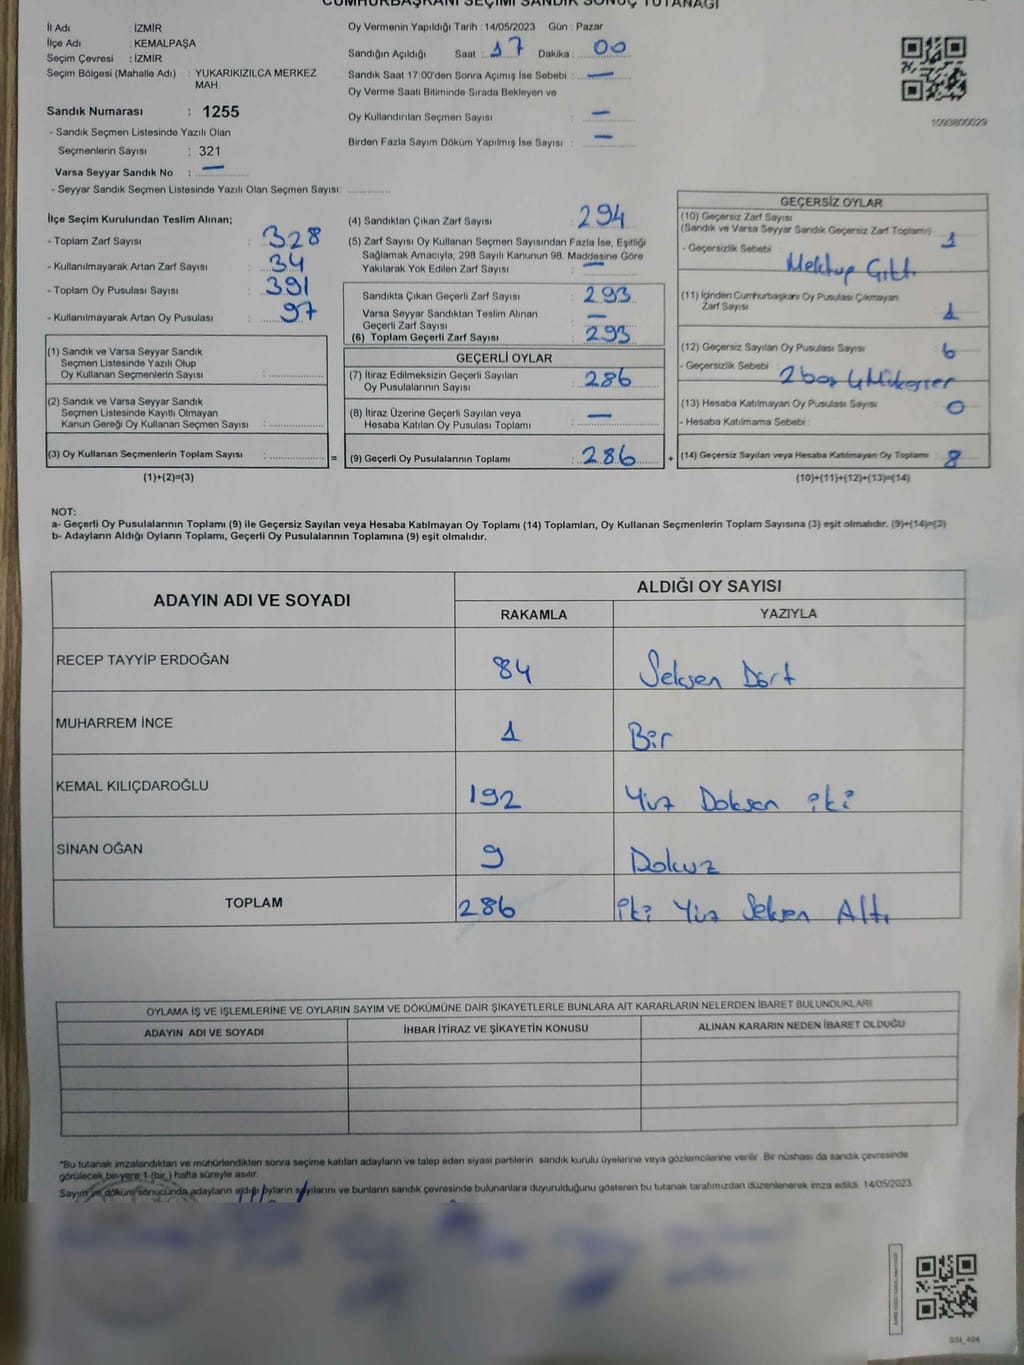 CUMHURBAŞKANI SEÇİMİ SANDIK SONUÇ TUTANAĞI
İl Adı : İZMİR
İlçe Adı : KEMALPAŞA
Seçim Çevresi : İZMİR
Seçim Bölgesi (Mahalle Adı) : YUKARIKIZILCA MERKEZ
MAH.
Sandık Numarası : 1255
- Sandık Seçmen Listesinde Yazılı Olan
Seçmenlerin Sayısı : 321
Varsa Seyyar Sandık No : —
- Seyyar Sandık Seçmen Listesinde Yazılı Olan Seçmen Sayısı: ............
Oy Vermenin Yapıldığı Tarih : 14/05/2023 Gün : Pazar
Sandığın Açıldığı Saat : 17 Dakika : 00
Sandık Saat 17:00'den Sonra Açımış İse Sebebi : —
Oy Verme Saati Bitiminde Sırada Bekleyen ve
Oy Kullandırılan Seçmen Sayısı : —
Birden Fazla Sayım Döküm Yapılmış İse Sayısı : —
1093800029
İlçe Seçim Kurulundan Teslim Alınan;
- Toplam Zarf Sayısı : 328
- Kullanılmayarak Artan Zarf Sayısı : 34
- Toplam Oy Pusulası Sayısı : 391
- Kullanılmayarak Artan Oy Pusulası : 97
(1) Sandık ve Varsa Seyyar Sandık
Seçmen Listesinde Yazılı Olup
Oy Kullanan Seçmenlerin Sayısı : ............
(2) Sandık ve Varsa Seyyar Sandık
Seçmen Listesinde Kayıtlı Olmayan
Kanun Gereği Oy Kullanan Seçmen Sayısı : ............
(3) Oy Kullanan Seçmenlerin Toplam Sayısı : ............ =
(1)+(2)=(3)
(4) Sandıktan Çıkan Zarf Sayısı : 294
(5) Zarf Sayısı Oy Kullanan Seçmen Sayısından Fazla İse, Eşitliği
Sağlamak Amacıyla, 298 Sayılı Kanunun 98. Maddesine Göre
Yakılarak Yok Edilen Zarf Sayısı : —
Sandıkta Çıkan Geçerli Zarf Sayısı : 293
Varsa Seyyar Sandıktan Teslim Alınan
Geçerli Zarf Sayısı : —
(6) Toplam Geçerli Zarf Sayısı : 293
GEÇERLİ OYLAR
(7) İtiraz Edilmeksizin Geçerli Sayılan
Oy Pusulalarının Sayısı : 286
(8) İtiraz Üzerine Geçerli Sayılan veya
Hesaba Katılan Oy Pusulası Toplamı : —
(9) Geçerli Oy Pusulalarının Toplamı : 286 +
GEÇERSİZ OYLAR
(10) Geçersiz Zarf Sayısı
(Sandık ve Varsa Seyyar Sandık Geçersiz Zarf Toplamı) : 1
- Geçersizlik Sebebi :
Mektup Çıktı
(11) İçinden Cumhurbaşkanı Oy Pusulası Çıkmayan
Zarf Sayısı : 1
(12) Geçersiz Sayılan Oy Pusulası Sayısı : 6
- Geçersizlik Sebebi : 2 boş 4 Mükerrer
(13) Hesaba Katılmayan Oy Pusulası Sayısı : 0
- Hesaba Katılmama Sebebi :
(14) Geçersiz Sayılan veya Hesaba Katılmayan Oy Toplamı : 8
(10)+(11)+(12)+(13)=(14)
NOT:
a- Geçerli Oy Pusulalarının Toplamı (9) ile Geçersiz Sayılan veya Hesaba Katılmayan Oy Toplamı (14) Toplamları, Oy Kullanan Seçmenlerin Toplam Sayısına (3) eşit olmalıdır. (9)+(14)=(3)
b- Adayların Aldığı Oyların Toplamı, Geçerli Oy Pusulalarının Toplamına (9) eşit olmalıdır.
ADAYIN ADI VE SOYADI ALDIĞI OY SAYISI
RAKAMLA YAZIYLA
RECEP TAYYİP ERDOĞAN 84 Seksen Dört
MUHARREM İNCE 1 Bir
KEMAL KILIÇDAROĞLU 192 Yüz Doksan iki
SİNAN OĞAN 9 Dokuz
TOPLAM 286 iki Yüz Seksen Altı
OYLAMA İŞ VE İŞLEMLERİNE VE OYLARIN SAYIM VE DÖKÜMÜNE DAİR ŞİKAYETLERLE BUNLARA AİT KARARLARIN NELERDEN İBARET BULUNDUKLARI
ADAYIN ADI VE SOYADI İHBAR İTİRAZ VE ŞİKAYETİN KONUSU ALINAN KARARIN NEDEN İBARET OLDUĞU
"Bu tutanak imzalandıktan ve mühürlendikten sonra seçime katılan adayların ve talep eden siyasi partilerin sandık kurulu üyelerine veya gözlemcilerine verilir. Bir nüshası da sandık çevresinde
görülecek bir yere 1 (bir) hafta süreyle asılır.
Sayım ve döküm sonucunda adayların aldığı oyların sayılarını ve bunların sandık çevresinde bulunanlara duyurulduğunu gösteren bu tutanak tarafımızdan düzenlenerek imza edildi. 14/05/2023